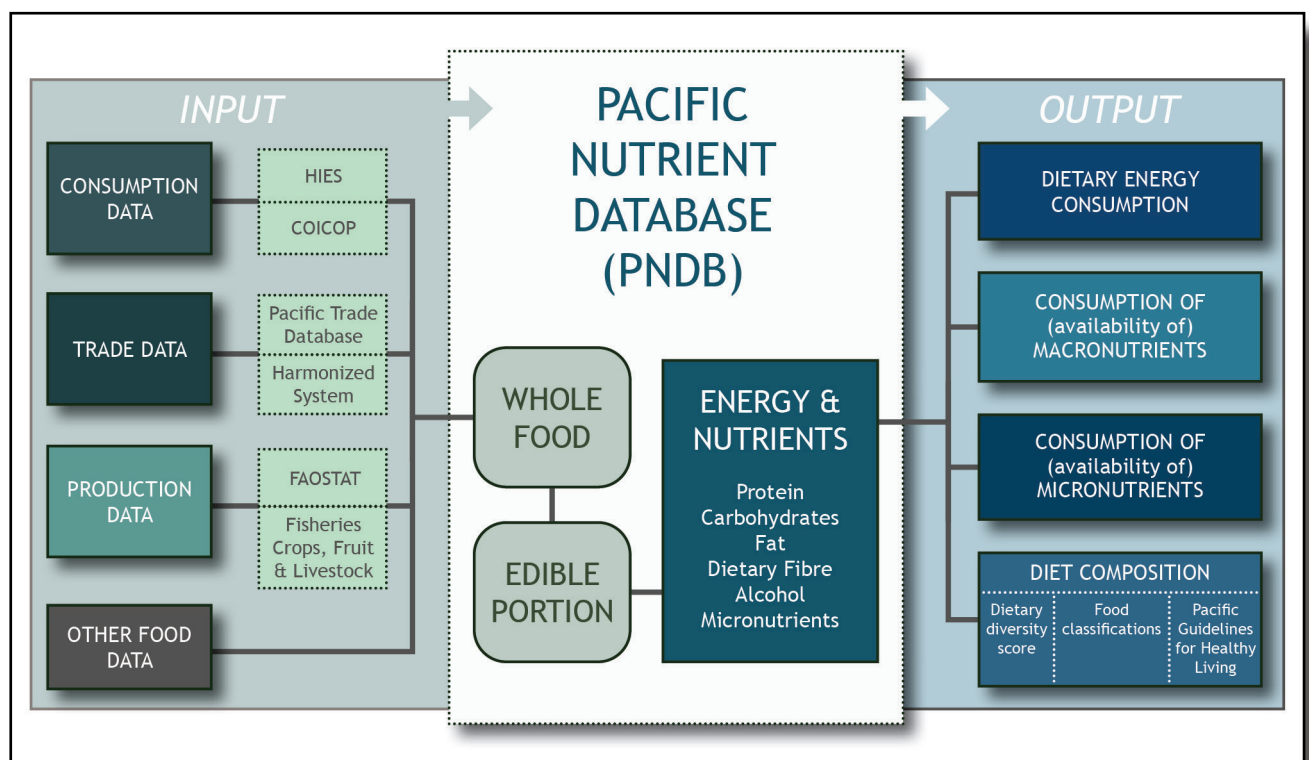 INPUT
CONSUMPTION
DATA
HIES
COICOP
TRADE DATA
Pacific Trade
Database
Harmonized
System
PRODUCTION
DATA
FAOSTAT
Fisheries
Crops, Fruit
& Livestock
OTHER FOOD
DATA
PACIFIC
NUTRIENT
DATABASE
(PNDB)
WHOLE
FOOD
EDIBLE
PORTION
ENERGY &
NUTRIENTS
Protein
Carbohydrates
Fat
Dietary Fibre
Alcohol
Micronutrients
OUTPUT
DIETARY ENERGY
CONSUMPTION
CONSUMPTION OF
(availability of)
MACRONUTRIENTS
CONSUMPTION OF
(availability of)
MICRONUTRIENTS
DIET COMPOSITION
Dietary
diversity
score
Food
classifications
Pacific
Guidelines
for Healthy
Living